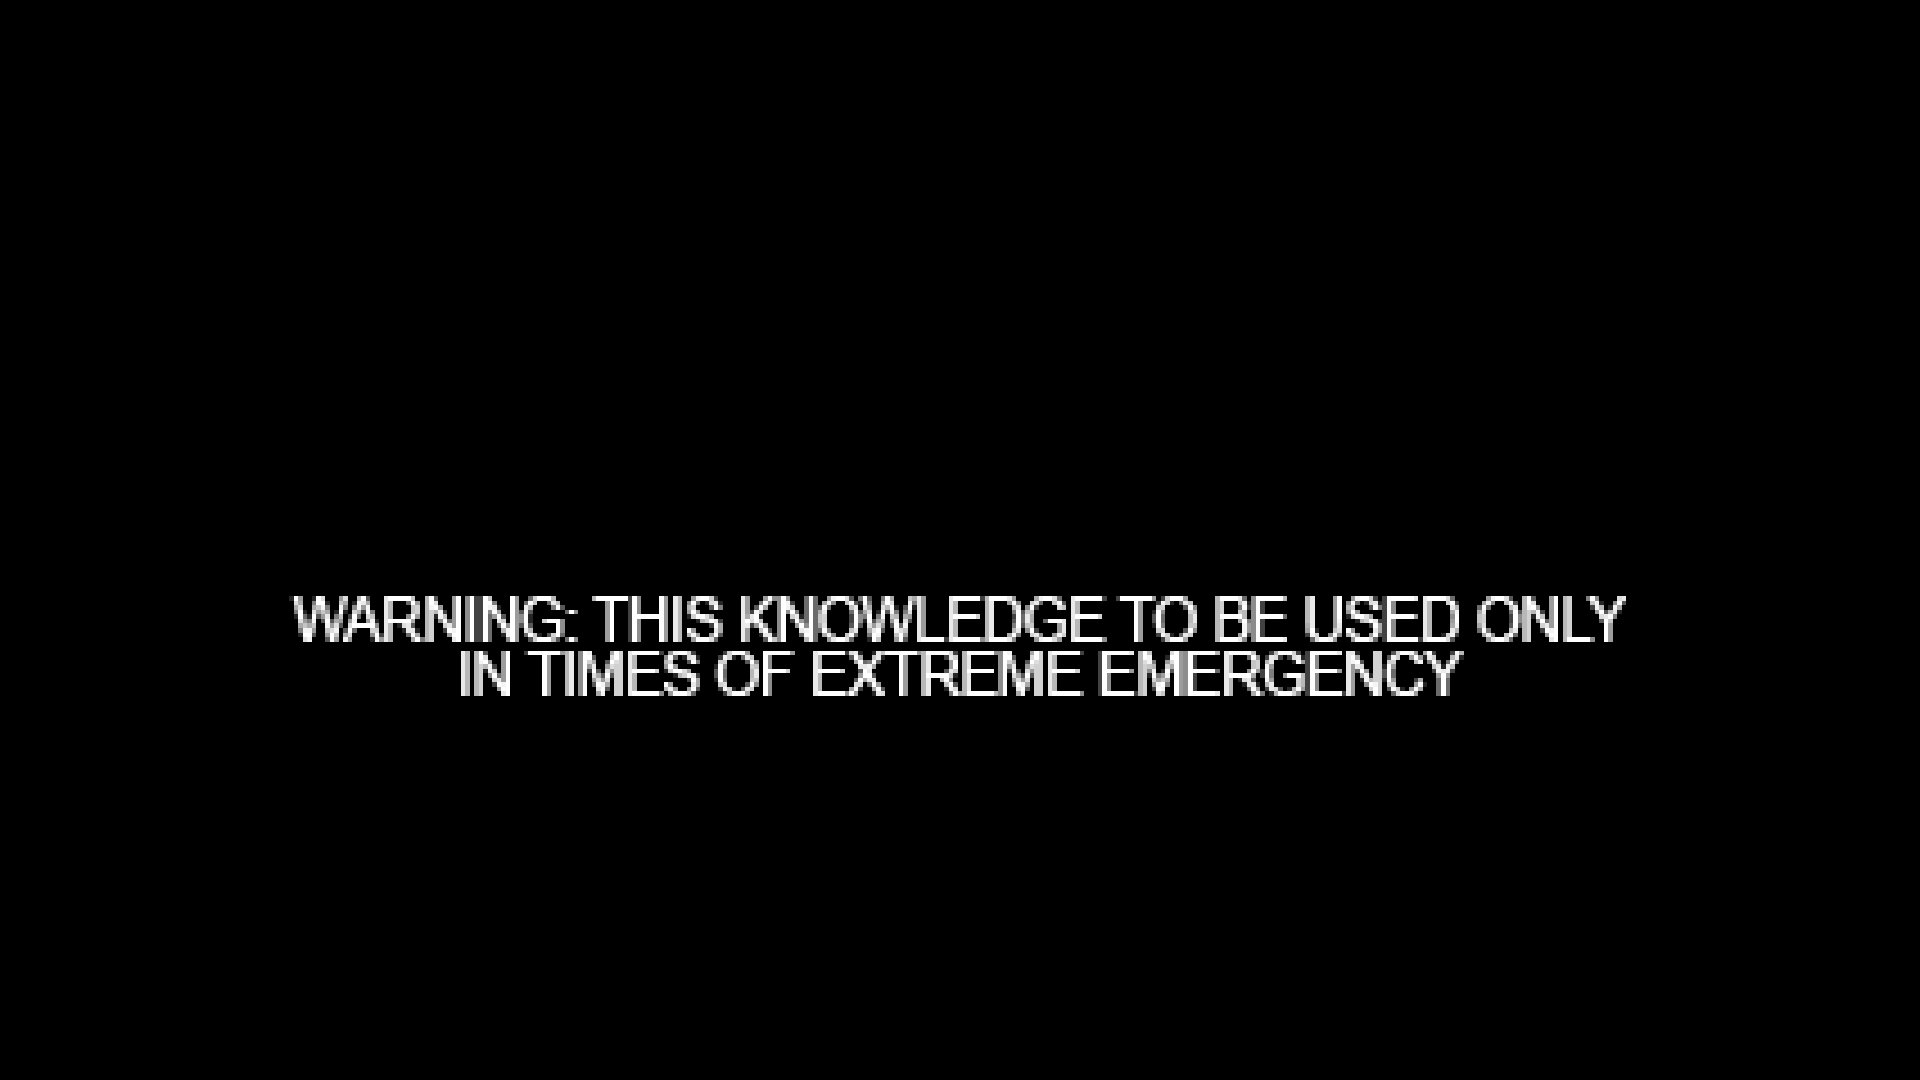 WARNING: THIS KNOWLEDGE TO BE USED ONLY
IN TIMES OF EXTREME EMERGENCY